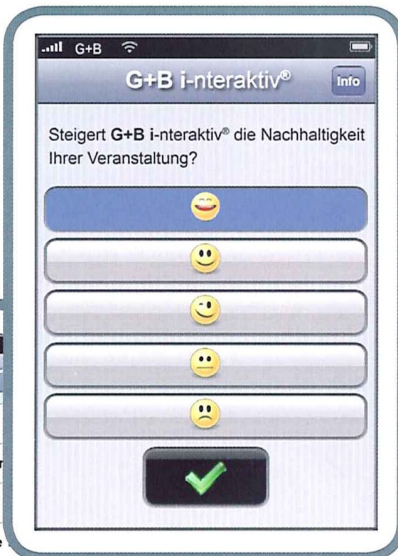 G+B
G+B i-nteraktiv®
Info
Steigert G+B i-nteraktiv® die Nachhaltigkeit
Ihrer Veranstaltung?